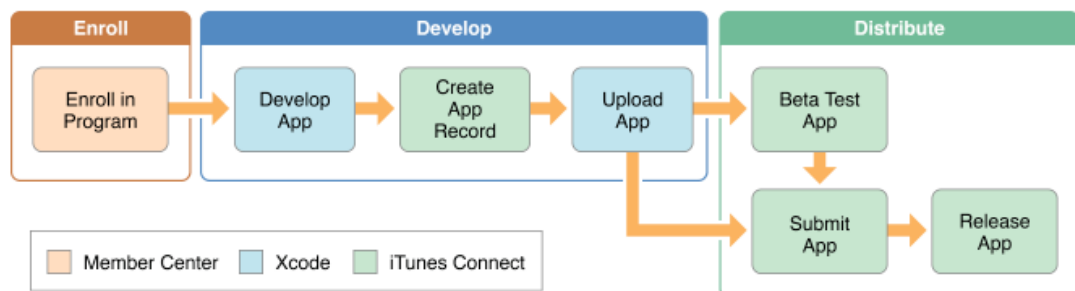 Enroll
Develop
Distribute
Enroll in
Program
Develop
App
Create
App
Record
Upload
App
Beta Test
App
Submit
App
Release
App
Member Center
Xcode
iTunes Connect